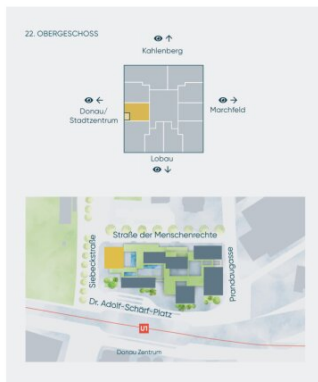 22. OBERGESCHOSS
Kahlenberg
Donau/
Stadtzentrum
Marchfeld
Lobau
Straße der Menschenrechte
Siebeckstraße
Prandaugasse
Dr. Adolf-Schärf-Platz
U1
Donau Zentrum